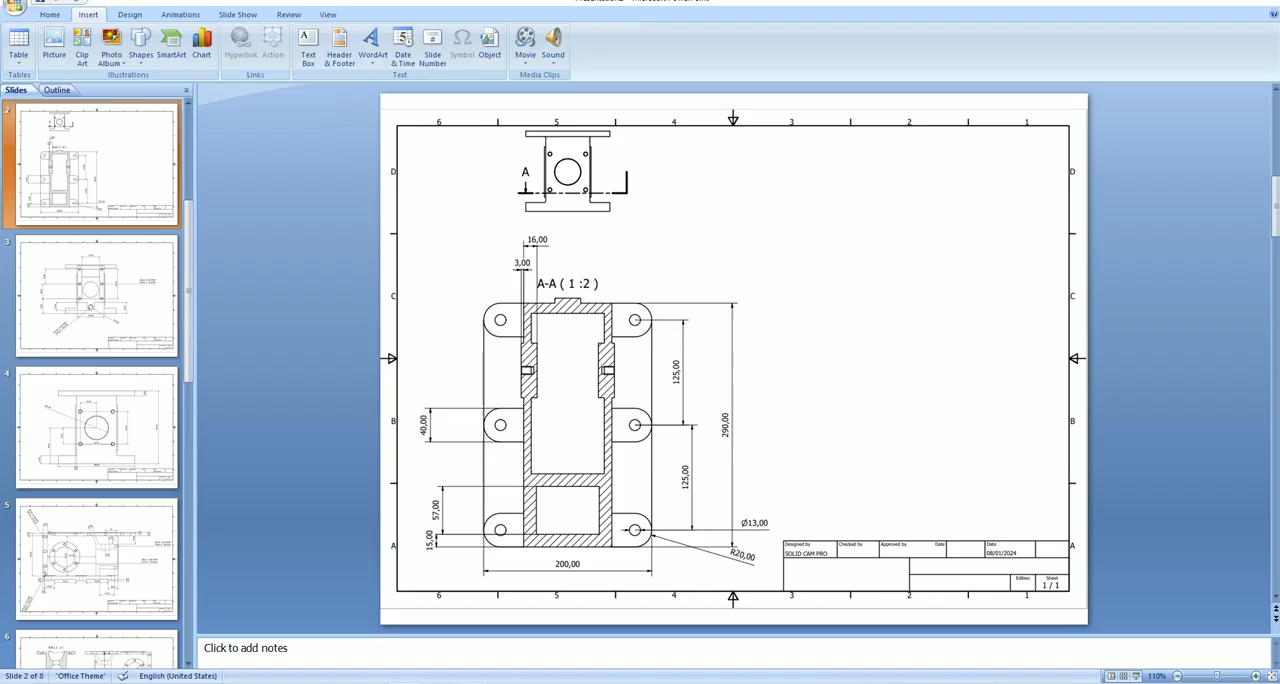 Home Insert Design Animations Slide Show Review View
Table Picture Clip Art Photo Album Shapes SmartArt Chart Hyperlink Action Text Box Header & Footer WordArt Date & Time Slide Number Symbol Object Movie Sound
Tables Illustrations Links Text Media Clips
Slides Outline
2
3
4
5
6
6 5 4 3 2 1
D D
A
16,00
3,00
A-A ( 1 :2 )
C C
125,00
290,00
40,00
B B
125,00
57,00
15,00
Ø13,00
R20,00
200,00
A A
Designed by Checked by Approved by Date Date
SOLID CAM PRO 08/01/2024
Edition Sheet
1 / 1
6 5 4 3 2 1
Click to add notes
Slide 2 of 8 "Office Theme" English (United States) 110%